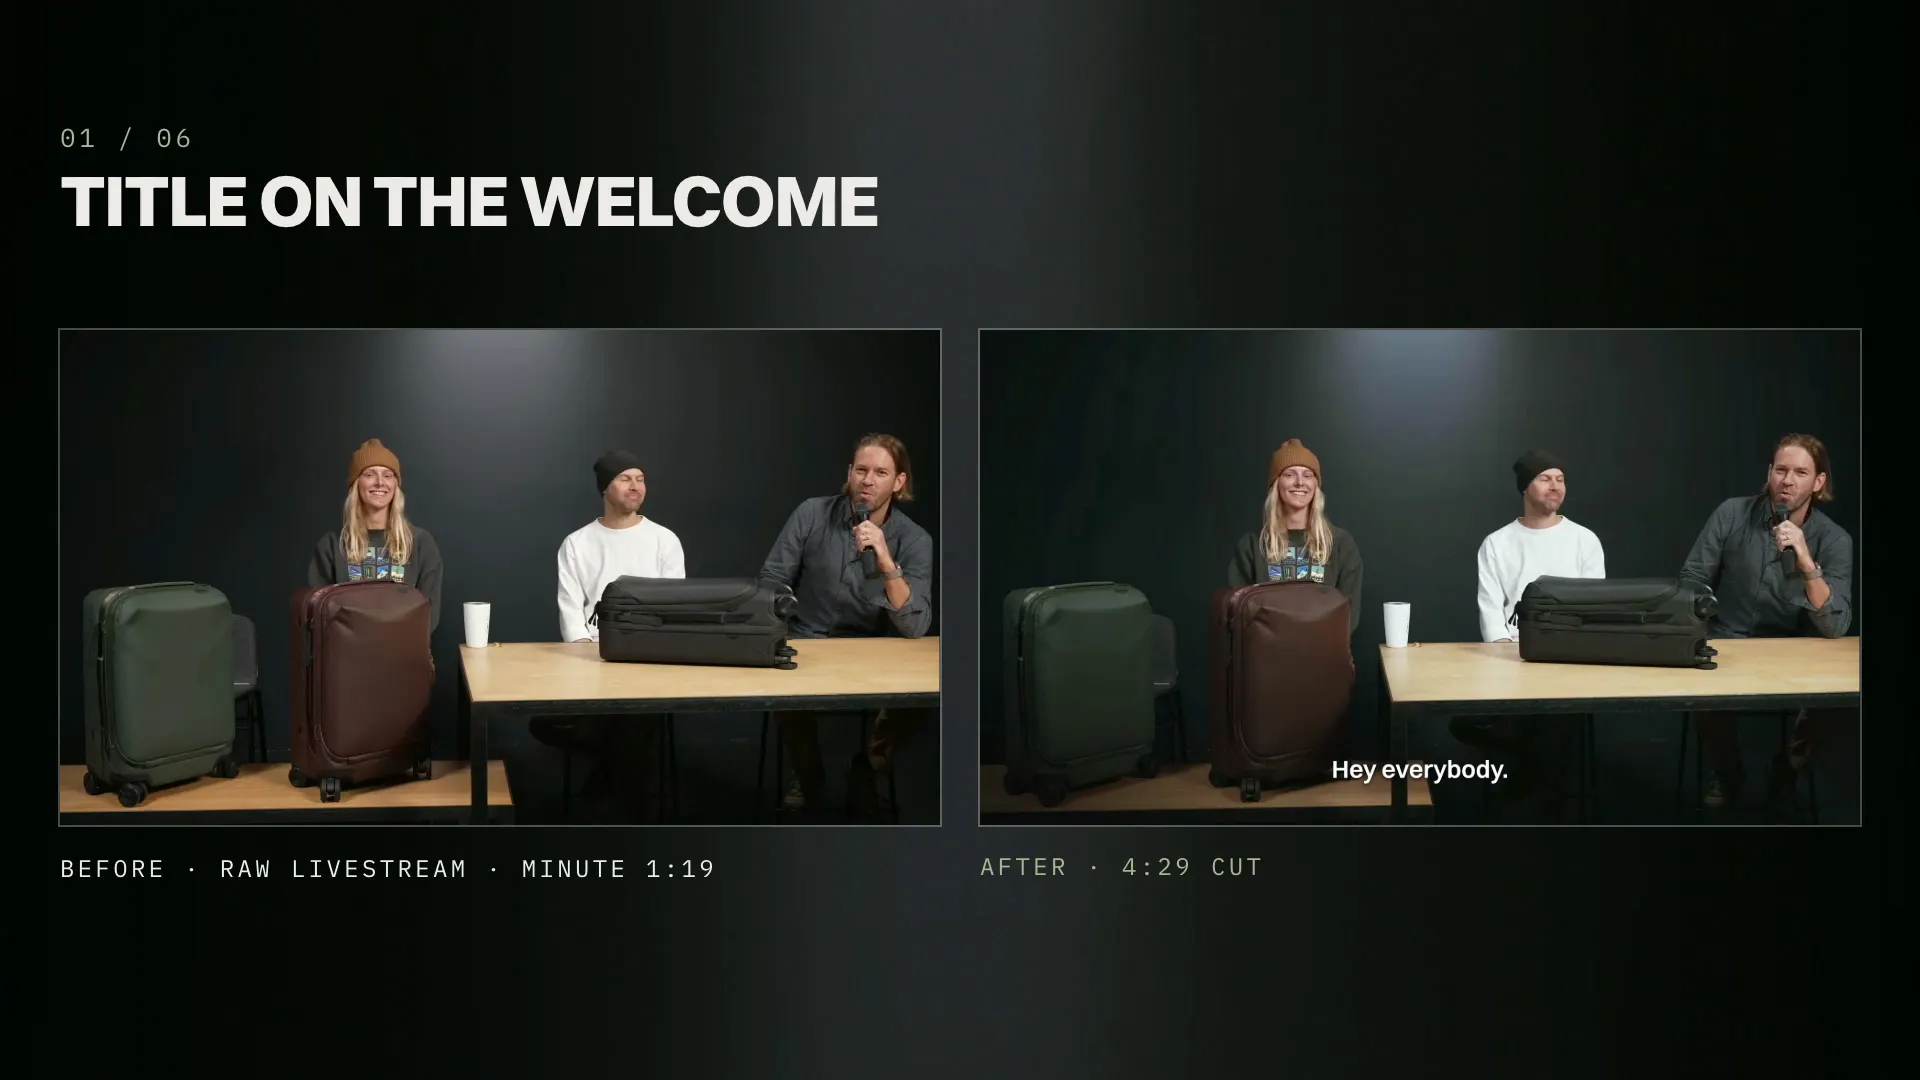 01 / 06
TITLE ON THE WELCOME
Hey everybody.
BEFORE · RAW LIVESTREAM · MINUTE 1:19
AFTER · 4:29 CUT